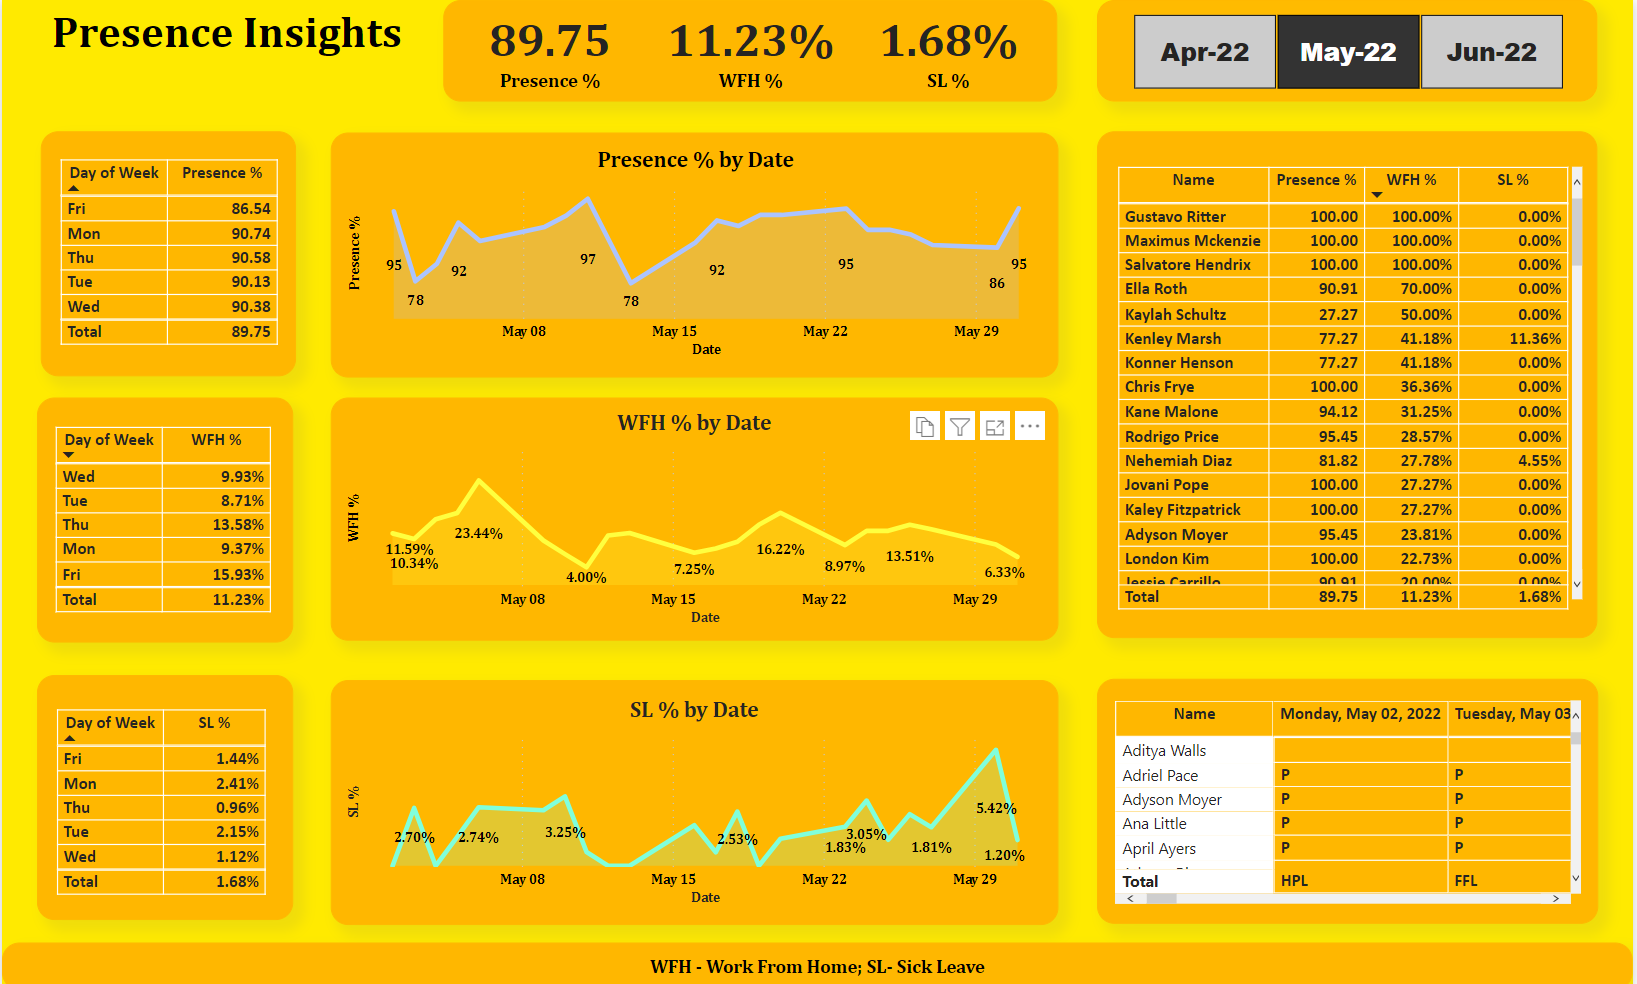 Presence Insights
89.75 11.23% 1.68%
Presence % WFH % SL %
Apr-22 May-22 Jun-22
Day of Week Presence %
Fri 86.54
Mon 90.74
Thu 90.58
Tue 90.13
Wed 90.38
Total 89.75
Presence % by Date
Presence %
95 78 92 97 78 92 95 86 95
May 08 May 15 May 22 May 29
Date
Name Presence % WFH % SL %
Gustavo Ritter 100.00 100.00% 0.00%
Maximus Mckenzie 100.00 100.00% 0.00%
Salvatore Hendrix 100.00 100.00% 0.00%
Ella Roth 90.91 70.00% 0.00%
Kaylah Schultz 27.27 50.00% 0.00%
Kenley Marsh 77.27 41.18% 11.36%
Konner Henson 77.27 41.18% 0.00%
Chris Frye 100.00 36.36% 0.00%
Kane Malone 94.12 31.25% 0.00%
Rodrigo Price 95.45 28.57% 0.00%
Nehemiah Diaz 81.82 27.78% 4.55%
Jovani Pope 100.00 27.27% 0.00%
Kaley Fitzpatrick 100.00 27.27% 0.00%
Adyson Moyer 95.45 23.81% 0.00%
London Kim 100.00 22.73% 0.00%
Jessie Carrillo 90.91 20.00% 0.00%
Total 89.75 11.23% 1.68%
Day of Week WFH %
Wed 9.93%
Tue 8.71%
Thu 13.58%
Mon 9.37%
Fri 15.93%
Total 11.23%
WFH % by Date
WFH %
11.59% 10.34% 23.44% 4.00% 7.25% 16.22% 8.97% 13.51% 6.33%
May 08 May 15 May 22 May 29
Date
Day of Week SL %
Fri 1.44%
Mon 2.41%
Thu 0.96%
Tue 2.15%
Wed 1.12%
Total 1.68%
SL % by Date
SL %
2.70% 2.74% 3.25% 2.53% 1.83% 3.05% 1.81% 5.42% 1.20%
May 08 May 15 May 22 May 29
Date
Name Monday, May 02, 2022 Tuesday, May 03
Aditya Walls
Adriel Pace P P
Adyson Moyer P P
Ana Little P P
April Ayers P P
Total HPL FFL
WFH - Work From Home; SL- Sick Leave